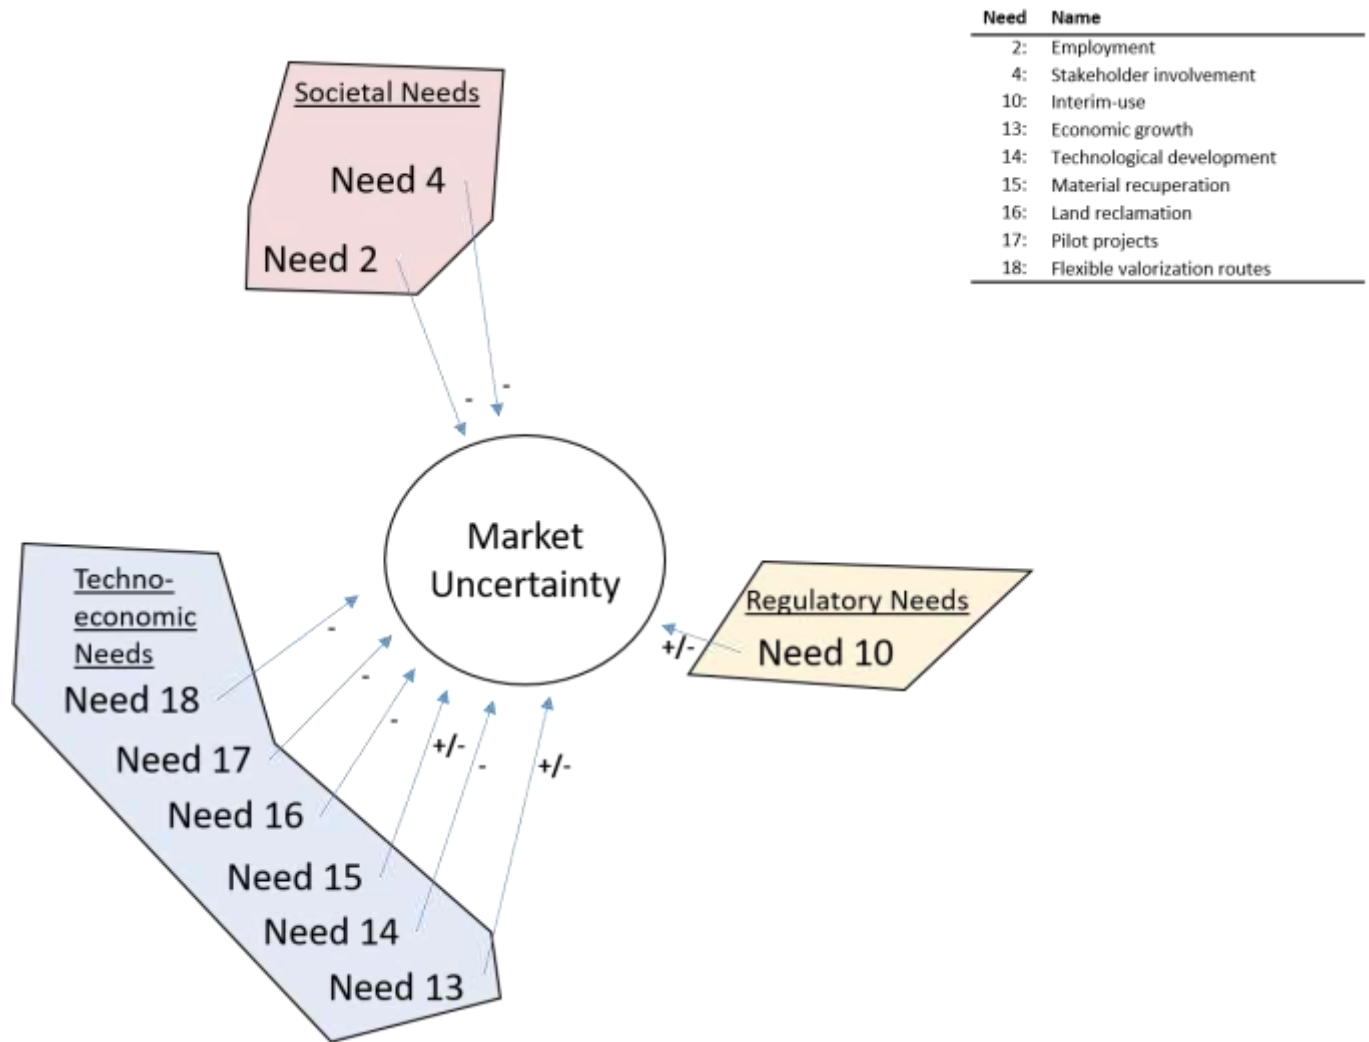 Need Name
2: Employment
4: Stakeholder involvement
10: Interim-use
13: Economic growth
14: Technological development
15: Material recuperation
16: Land reclamation
17: Pilot projects
18: Flexible valorization routes
Societal Needs
Need 4
Need 2
-
-
Market
Uncertainty
Techno-
economic
Needs
Need 18
Need 17
Need 16
Need 15
Need 14
Need 13
-
-
-
+/-
-
+/-
Regulatory Needs
Need 10
+/-